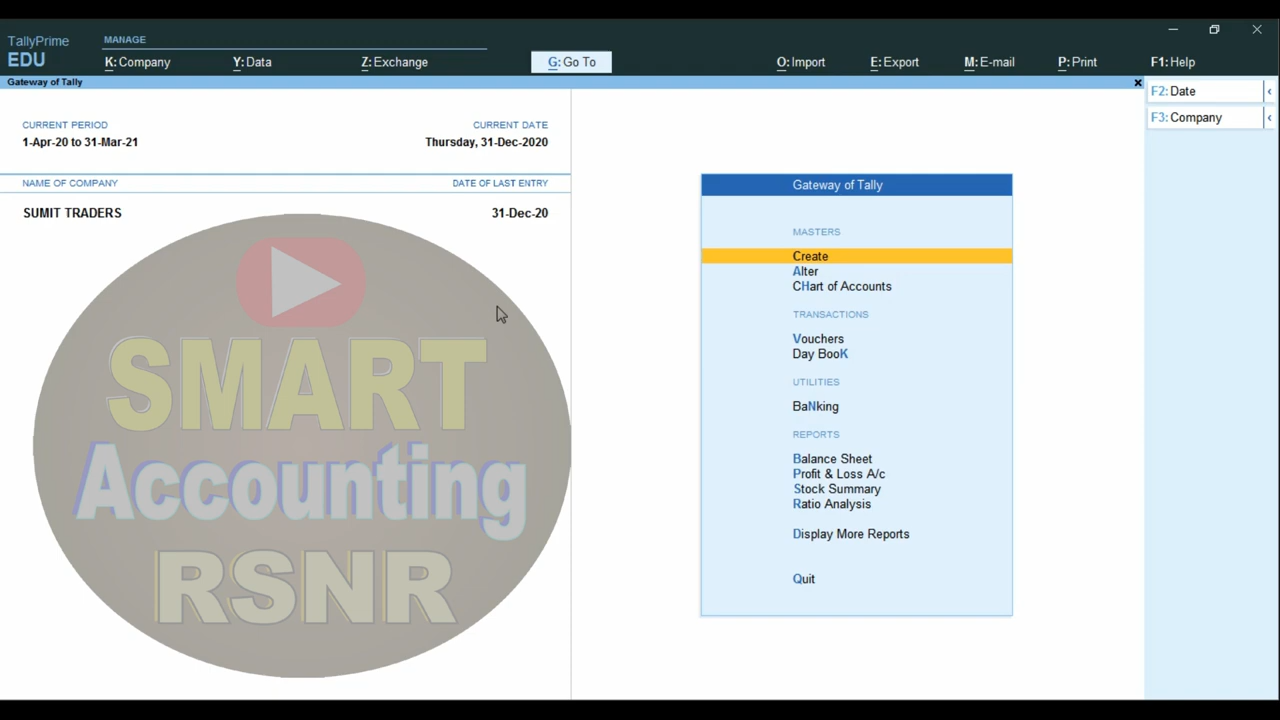 TallyPrime
EDU
MANAGE
K: Company
Y: Data
Z: Exchange
G: Go To
O: Import
E: Export
M: E-mail
P: Print
F1: Help
Gateway of Tally
F2: Date
F3: Company
CURRENT PERIOD
CURRENT DATE
1-Apr-20 to 31-Mar-21
Thursday, 31-Dec-2020
NAME OF COMPANY
DATE OF LAST ENTRY
SUMIT TRADERS
31-Dec-20
SMART
Accounting
RSNR
Gateway of Tally
MASTERS
Create
Alter
CHart of Accounts
TRANSACTIONS
Vouchers
Day BooK
UTILITIES
BaNking
REPORTS
Balance Sheet
Profit & Loss A/c
Stock Summary
Ratio Analysis
Display More Reports
Quit